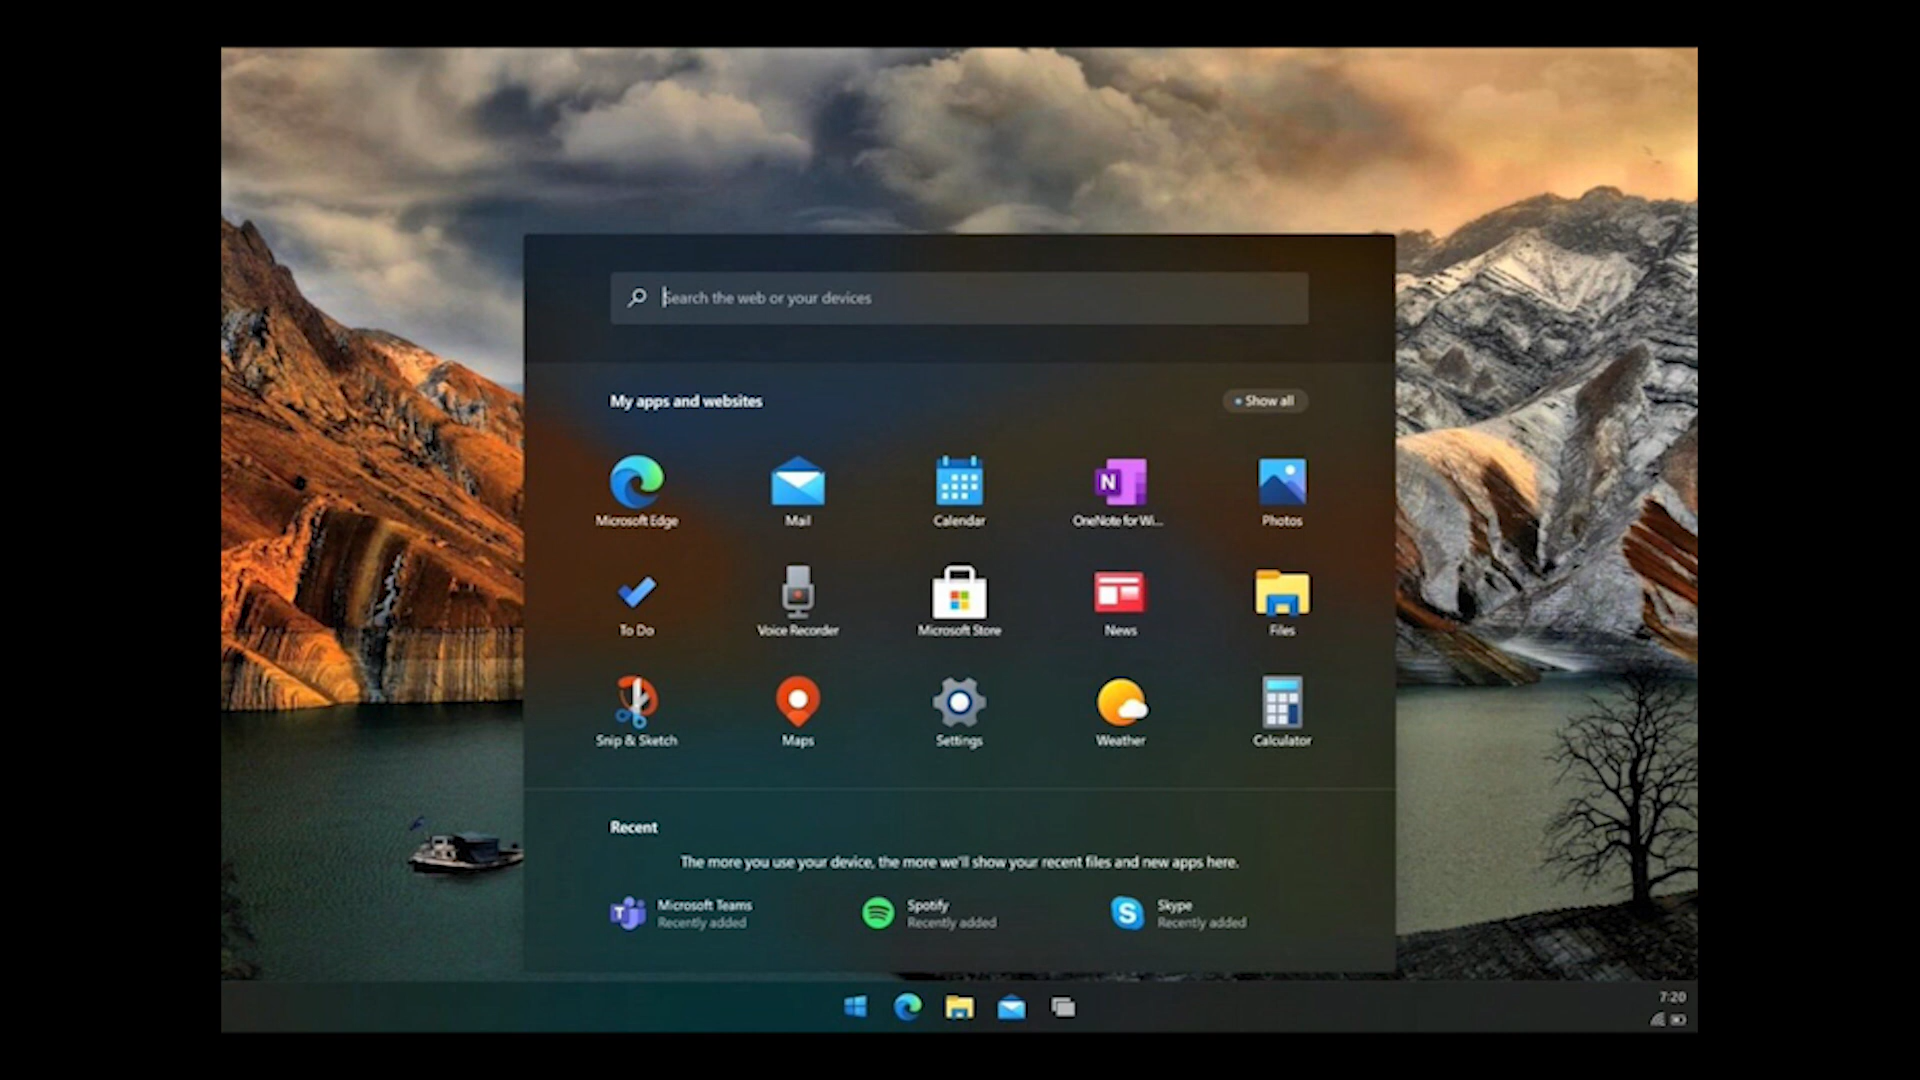 Search the web or your devices
My apps and websites
Show all
Microsoft Edge
Mail
Calendar
OneNote for Wi...
Photos
To Do
Voice Recorder
Microsoft Store
News
Files
Snip & Sketch
Maps
Settings
Weather
Calculator
Recent
The more you use your device, the more we'll show your recent files and new apps here.
Microsoft Teams
Recently added
Spotify
Recently added
Skype
Recently added
7:20